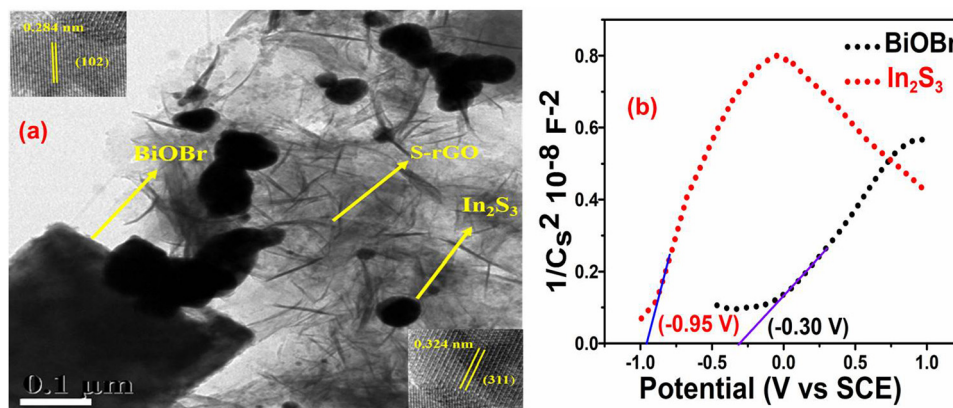 0.284 nm
(102)
(a)
BiOBr
S-rGO
In₂S₃
0.324 nm
(311)
0.1 μm
BiOBr
In₂S₃
(b)
1/Cs² 10⁻⁸ F⁻²
0.8
0.6
0.4
0.2
0.0
(-0.95 V)
(-0.30 V)
-1.0 -0.5 0.0 0.5 1.0
Potential (V vs SCE)